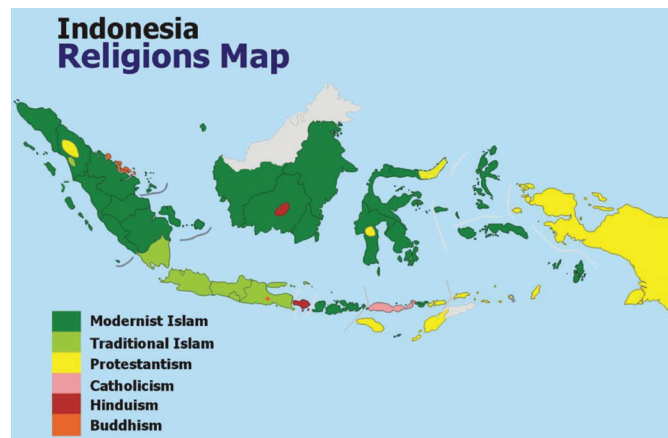 Indonesia
Religions Map
Modernist Islam
Traditional Islam
Protestantism
Catholicism
Hinduism
Buddhism